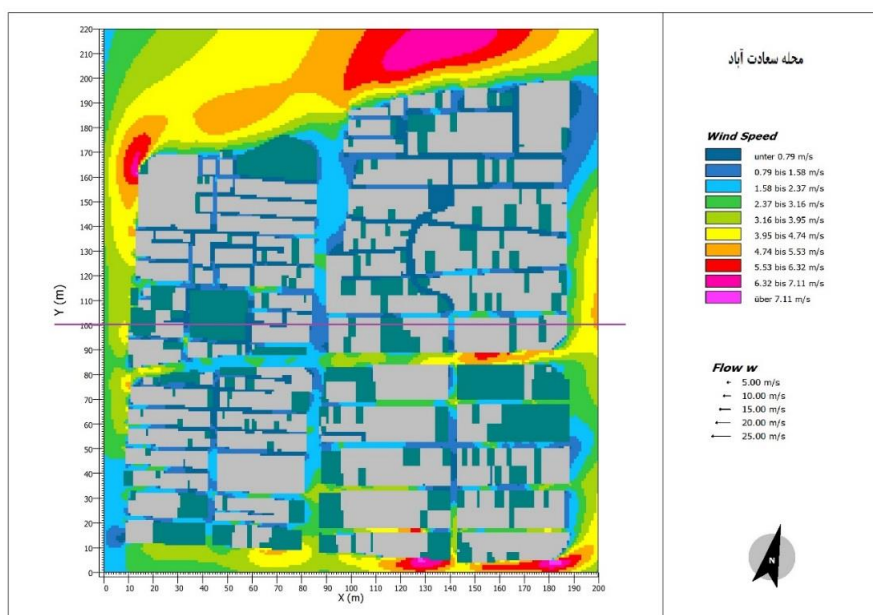 محله سعادت آباد
Wind Speed
unter 0.79 m/s
0.79 bis 1.58 m/s
1.58 bis 2.37 m/s
2.37 bis 3.16 m/s
3.16 bis 3.95 m/s
3.95 bis 4.74 m/s
4.74 bis 5.53 m/s
5.53 bis 6.32 m/s
6.32 bis 7.11 m/s
über 7.11 m/s
Flow w
5.00 m/s
10.00 m/s
15.00 m/s
20.00 m/s
25.00 m/s
N
Y (m)
220
210
200
190
180
170
160
150
140
130
120
110
100
90
80
70
60
50
40
30
20
10
0
0 10 20 30 40 50 60 70 80 90 100 110 120 130 140 150 160 170 180 190 200
X (m)